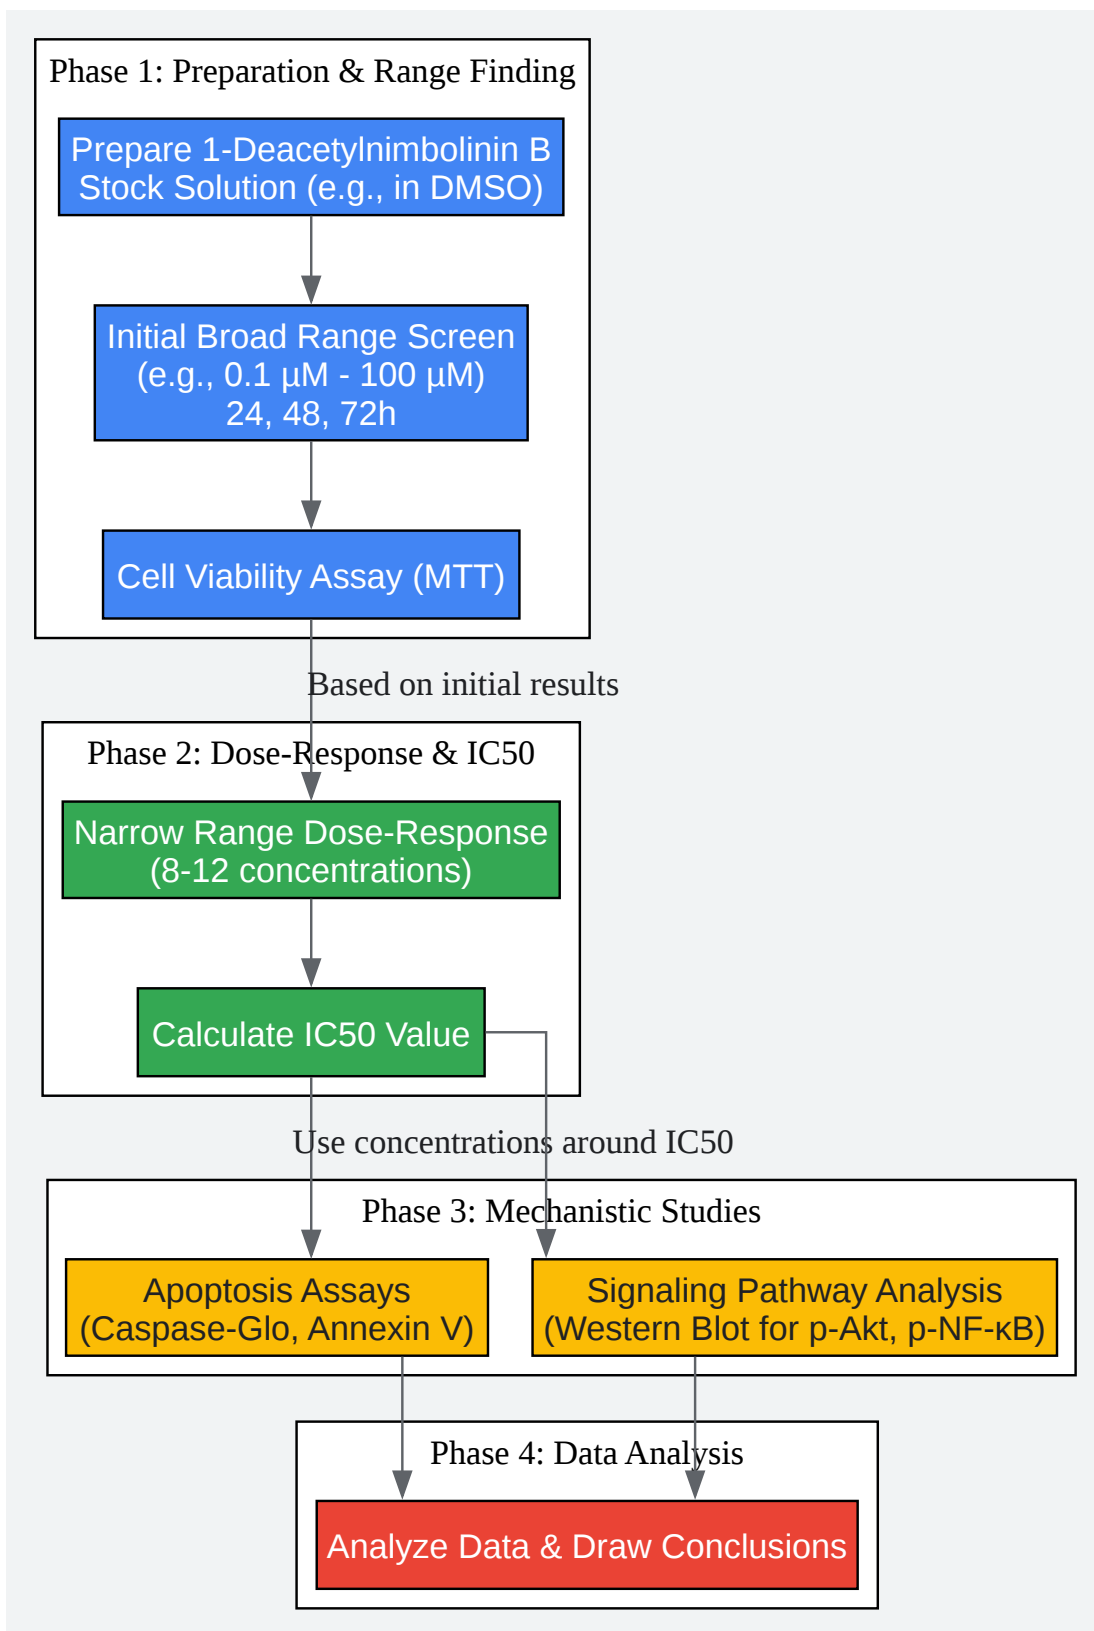 Phase 1: Preparation & Range Finding
Prepare 1-Deacetylnimbolinin B
Stock Solution (e.g., in DMSO)
Initial Broad Range Screen
(e.g., 0.1 µM - 100 µM)
24, 48, 72h
Cell Viability Assay (MTT)
Based on initial results
Phase 2: Dose-Response & IC50
Narrow Range Dose-Response
(8-12 concentrations)
Calculate IC50 Value
Use concentrations around IC50
Phase 3: Mechanistic Studies
Apoptosis Assays
(Caspase-Glo, Annexin V)
Signaling Pathway Analysis
(Western Blot for p-Akt, p-NF-κB)
Phase 4: Data Analysis
Analyze Data & Draw Conclusions